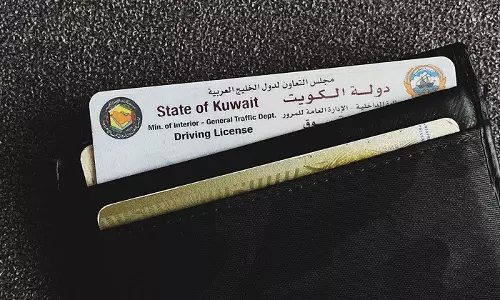 مجلس التعاون لدول الخليج العربية
State of Kuwait دولة الكويت
Min. of Interior - General Traffic Dept. الداخلية - الإدارة العامة للمرور
Driving License